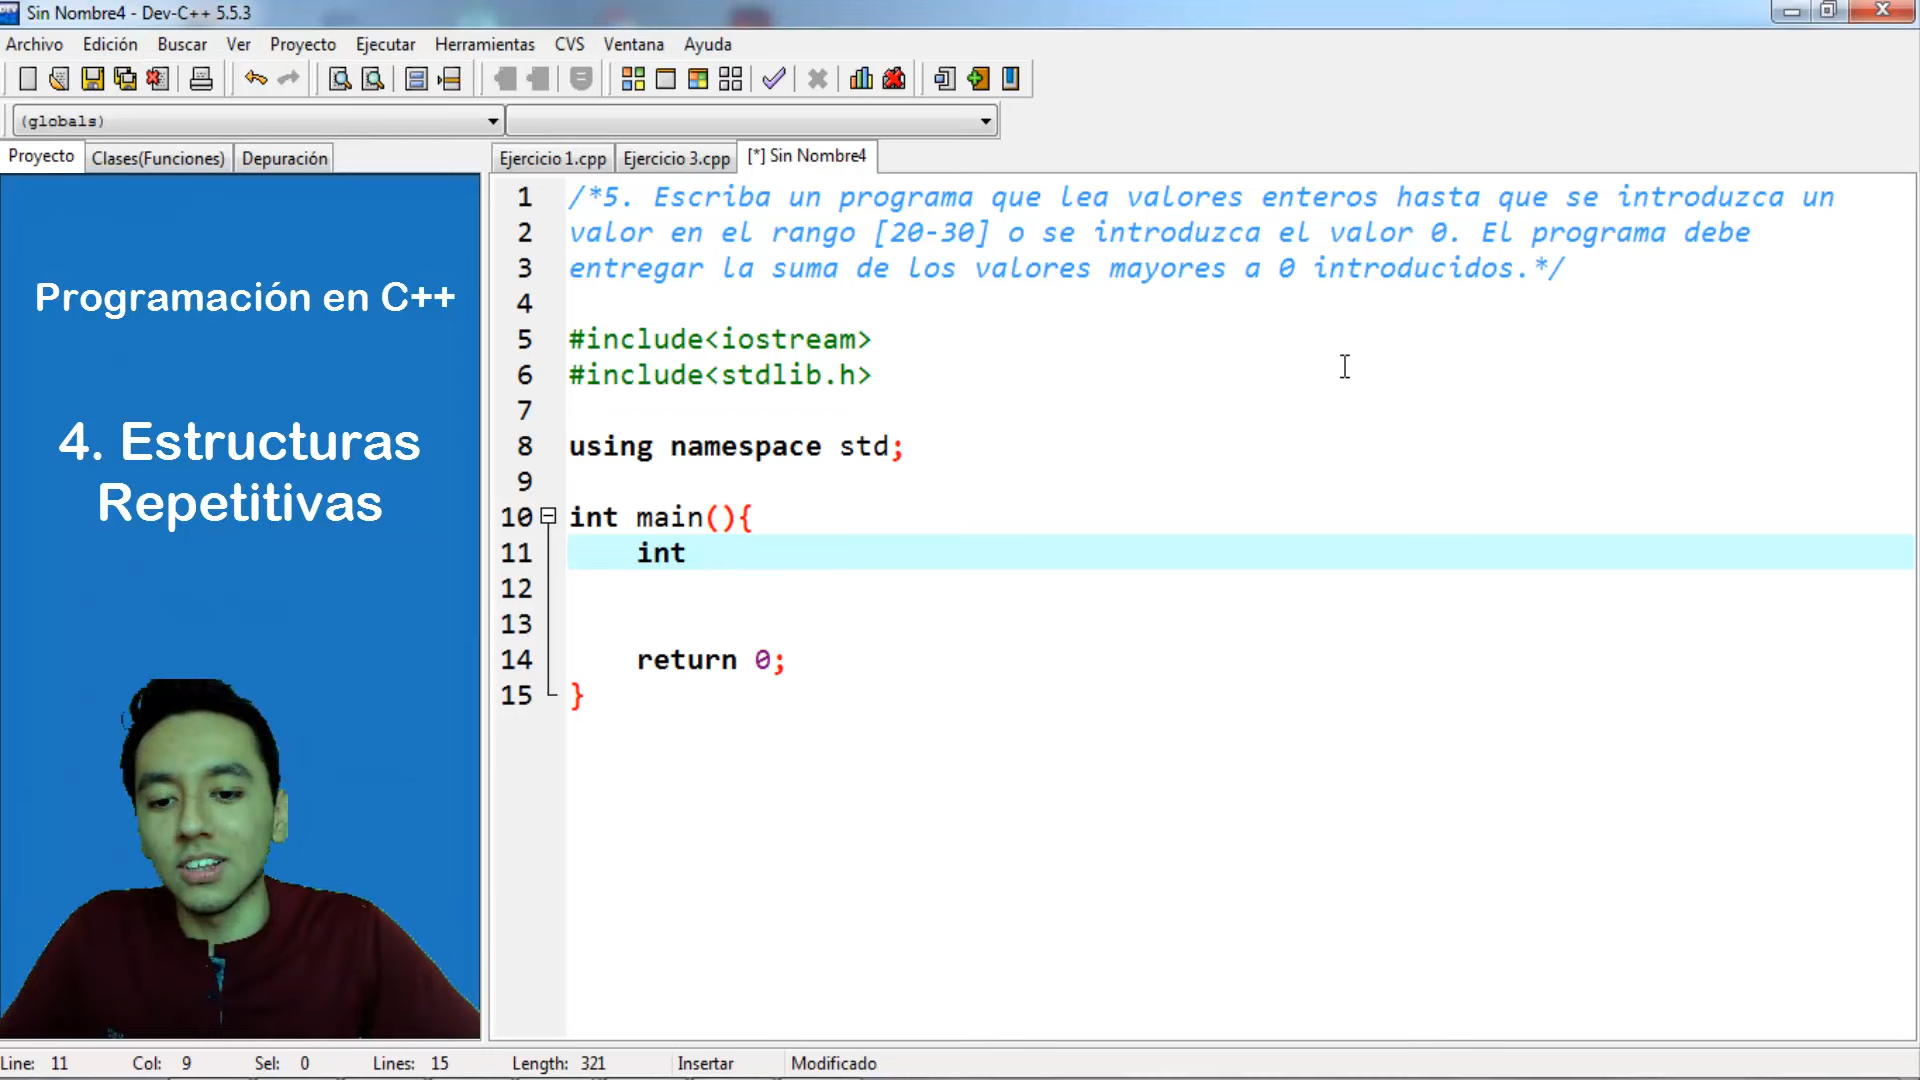 Sin Nombre4 - Dev-C++ 5.5.3
Archivo Edición Buscar Ver Proyecto Ejecutar Herramientas CVS Ventana Ayuda
(globals)
Proyecto Clases(Funciones) Depuración Ejercicio 1.cpp Ejercicio 3.cpp [*] Sin Nombre4
Programación en C++
4. Estructuras
Repetitivas
1 /*5. Escriba un programa que lea valores enteros hasta que se introduzca un
2 valor en el rango [20-30] o se introduzca el valor 0. El programa debe
3 entregar la suma de los valores mayores a 0 introducidos.*/
4
5 #include<iostream>
6 #include<stdlib.h>
7
8 using namespace std;
9
10 int main(){
11 int
12
13
14 return 0;
15 }
Line: 11 Col: 9 Sel: 0 Lines: 15 Length: 321 Insertar Modificado